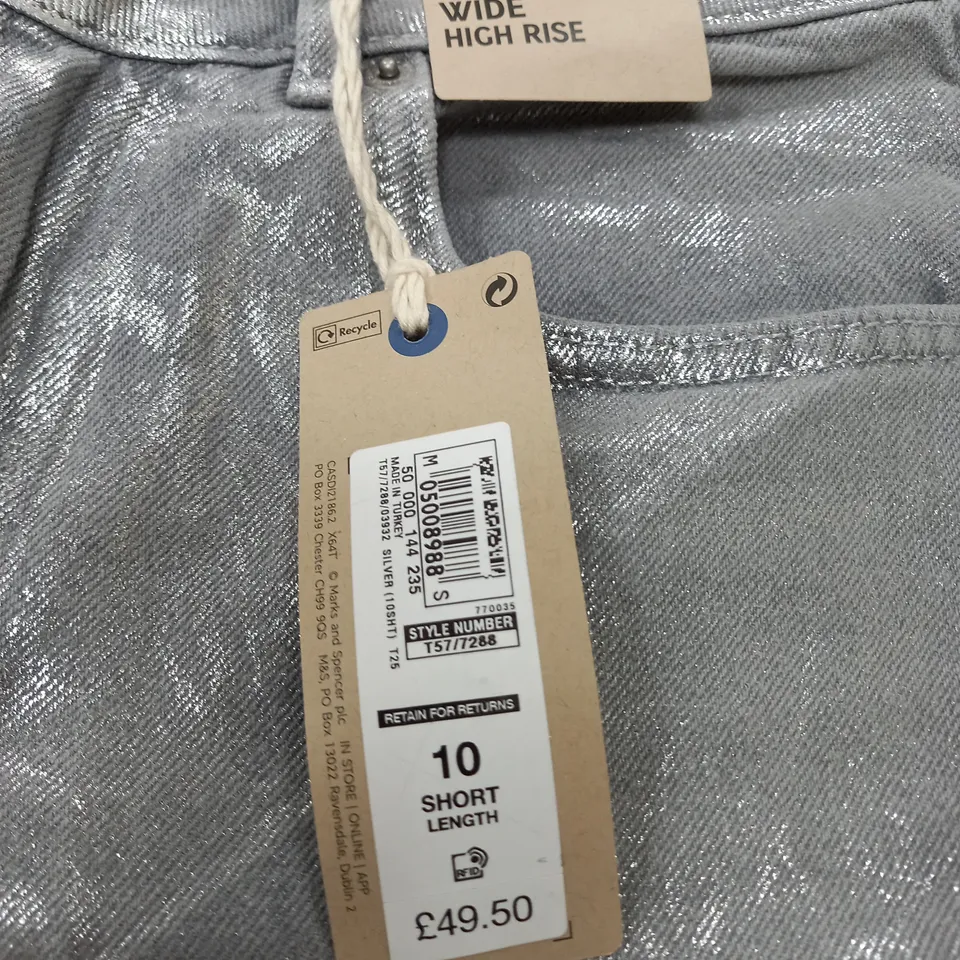 WIDE
HIGH RISE
Recycle
M 05008988 S
50 000 144 235
MADE IN TURKEY
T57/7288/03932 SILVER (10SHT) T25
770035
STYLE NUMBER
T57/7288
CASDI2186.2 X64T © Marks and Spencer plc IN STORE | ONLINE | APP
PO Box 3339 Chester CH99 9QS M&S, PO Box 13022 Ravensdale, Dublin 2
RETAIN FOR RETURNS
10
SHORT
LENGTH
RFID
£49.50